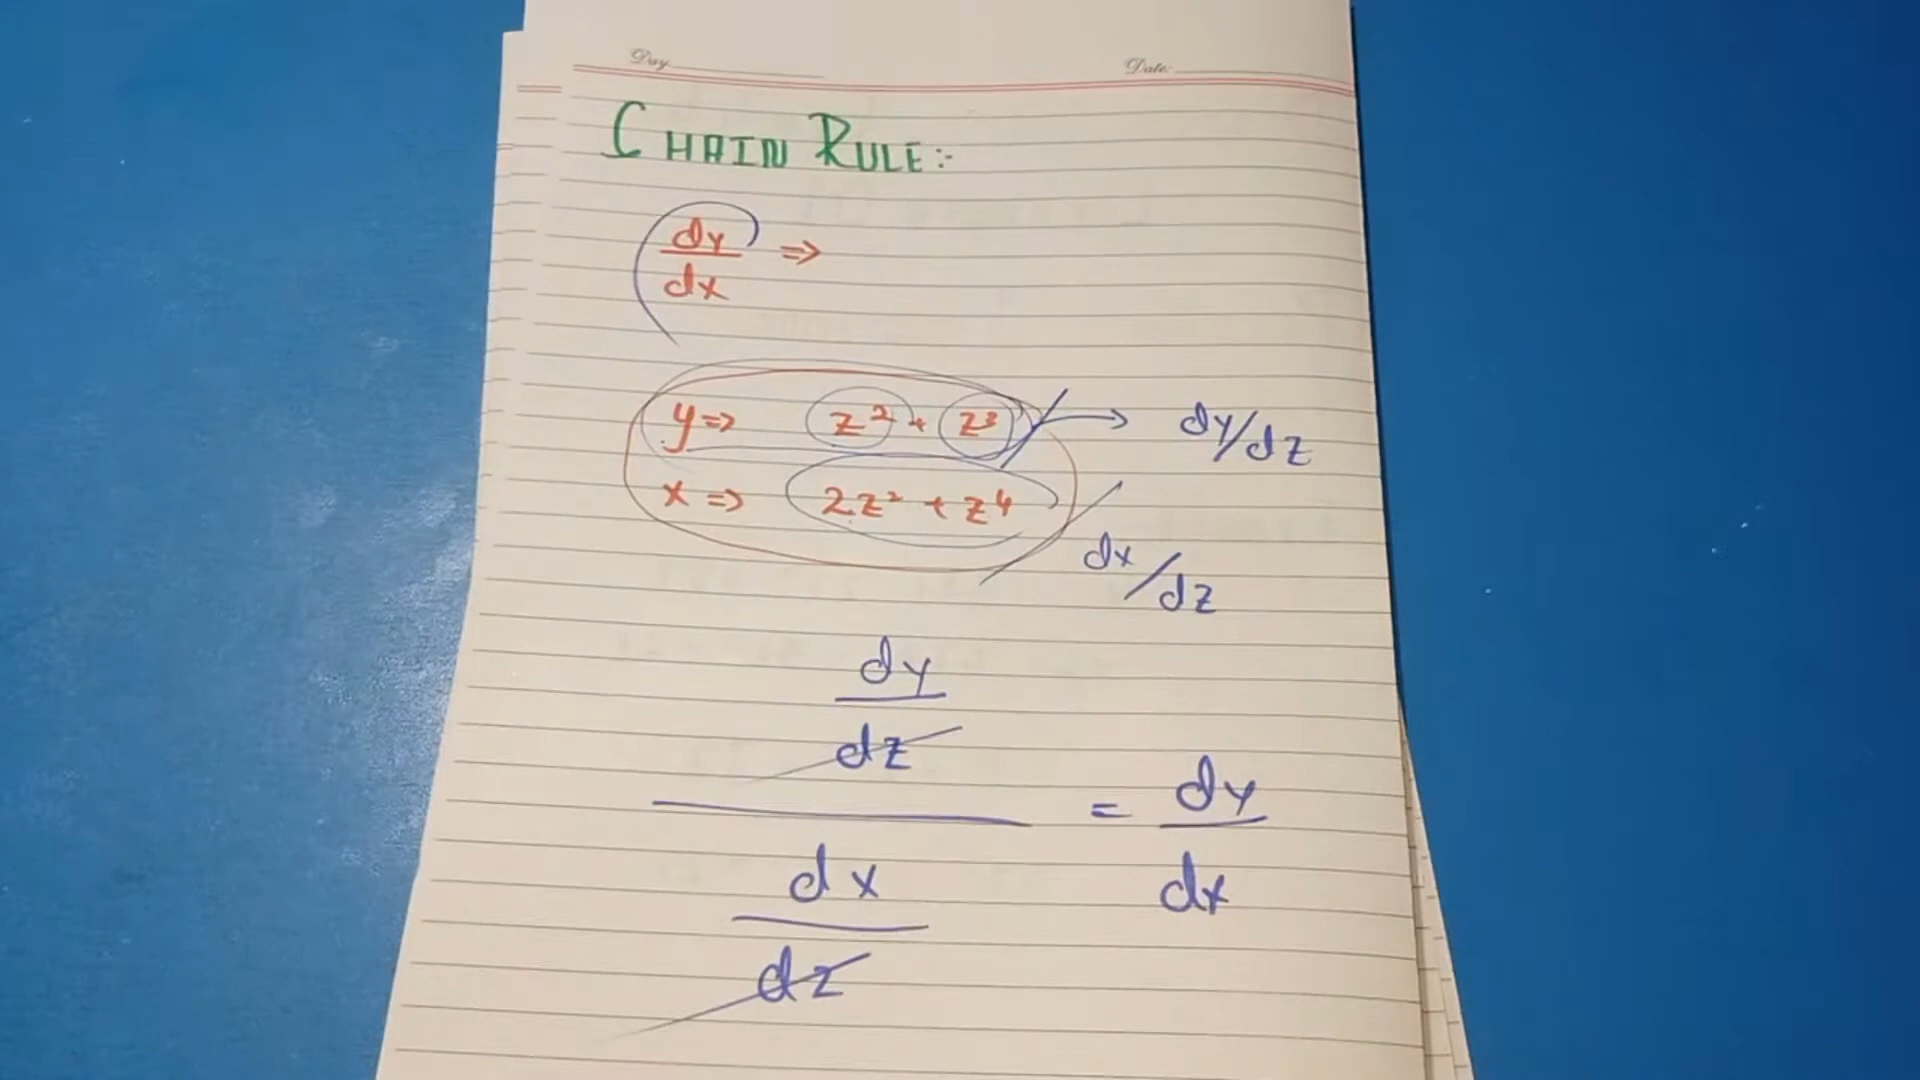 Day Date:
CHAIN RULE:-
dy/dx ⇒
y ⇒ z² + z³ → dy/dz
x ⇒ 2z² + z⁴
dx/dz
dy
dz
= dy
dx
dx
dz